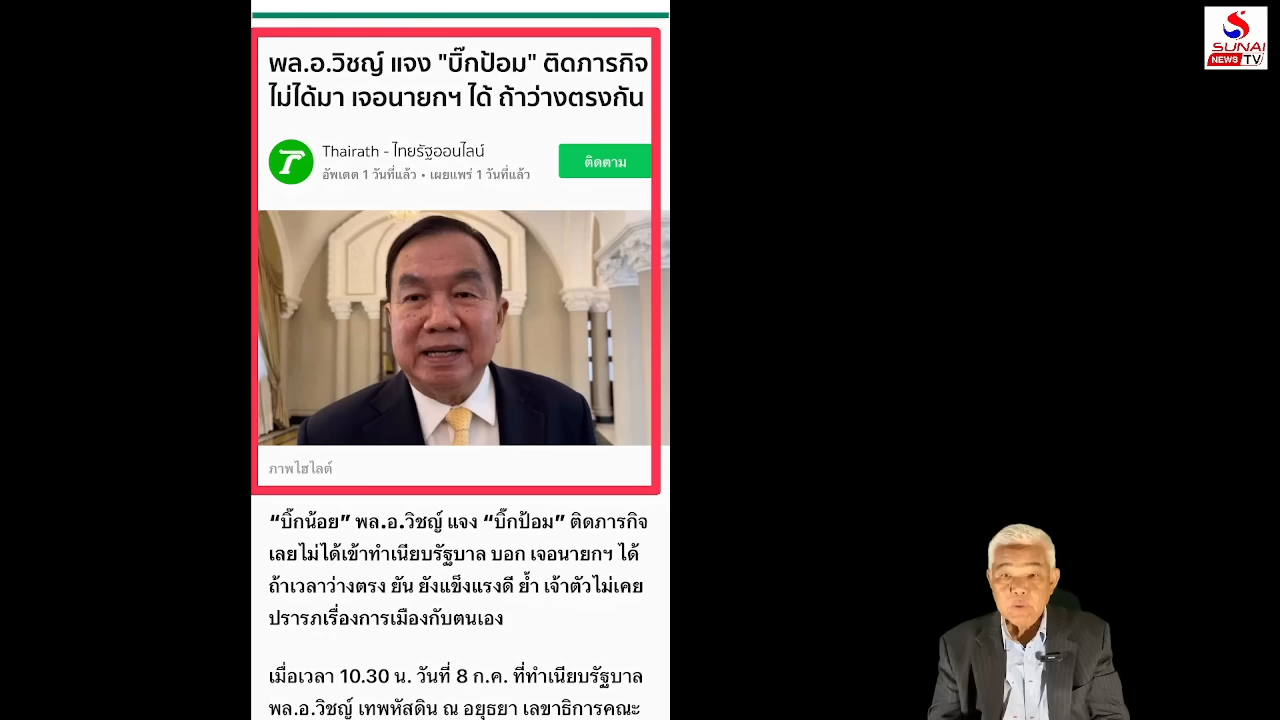 พล.อ.วิชญ์ แจง "บิ๊กป้อม" ติดภารกิจ
ไม่ได้มา เจอนายกฯ ได้ ถ้าว่างตรงกัน
Thairath - ไทยรัฐออนไลน์
อัพเดต 1 วันที่แล้ว • เผยแพร่ 1 วันที่แล้ว
ติดตาม
ภาพไฮไลต์
“บิ๊กน้อย” พล.อ.วิชญ์ แจง “บิ๊กป้อม” ติดภารกิจ
เลยไม่ได้เข้าทำเนียบรัฐบาล บอก เจอนายกฯ ได้
ถ้าเวลาว่างตรง ยัน ยังแข็งแรงดี ย้ำ เจ้าตัวไม่เคย
ปรารภเรื่องการเมืองกับตนเอง
เมื่อเวลา 10.30 น. วันที่ 8 ก.ค. ที่ทำเนียบรัฐบาล
พล.อ.วิชญ์ เทพหัสดิน ณ อยุธยา เลขาธิการคณะ
SUNAI
NEWS TV